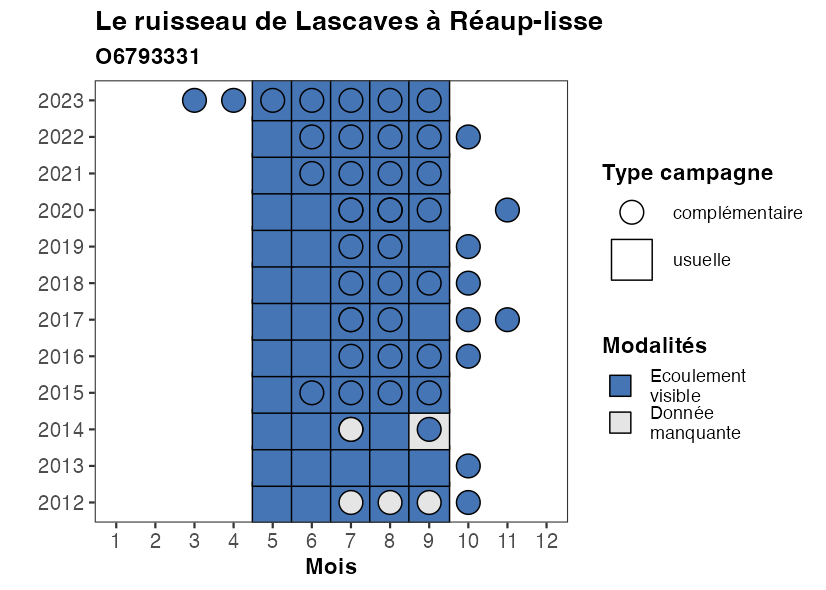 Le ruisseau de Lascaves à Réaup-lisse
O6793331
2023
2022
2021
2020
2019
2018
2017
2016
2015
2014
2013
2012
1 2 3 4 5 6 7 8 9 10 11 12
Mois
Type campagne
complémentaire
usuelle
Modalités
Ecoulement
visible
Donnée
manquante